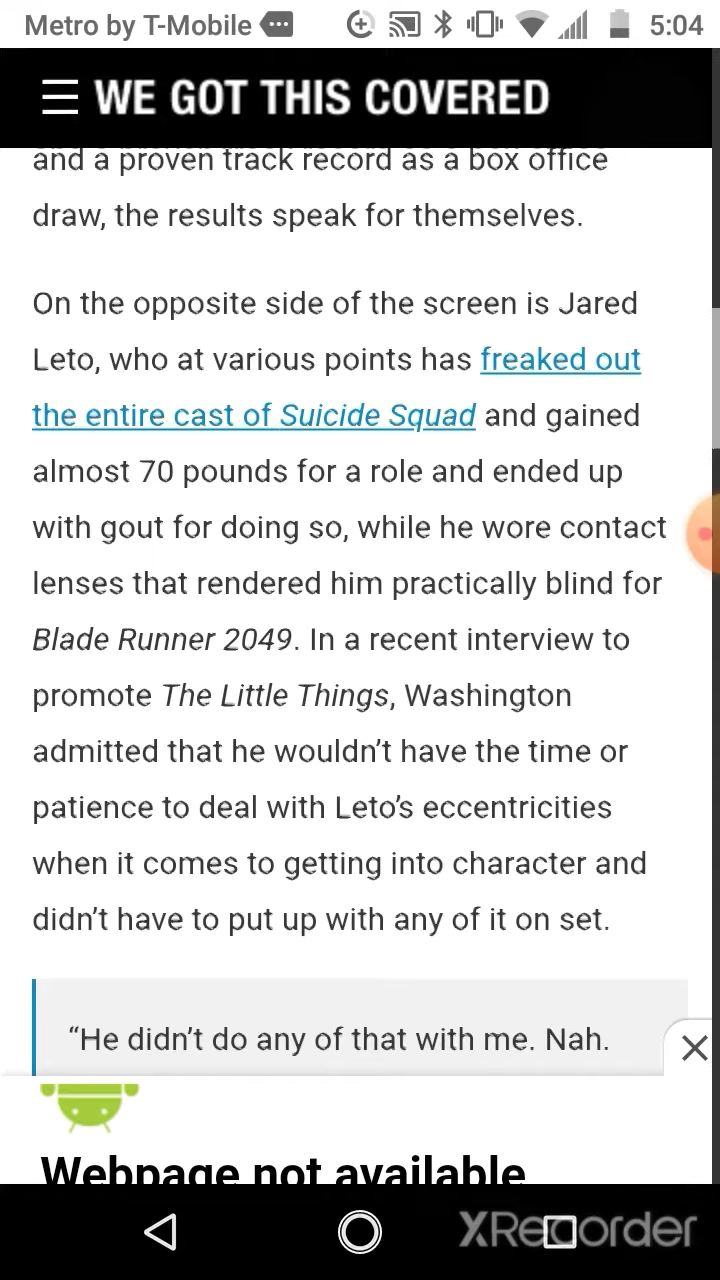 Metro by T-Mobile 5:04
WE GOT THIS COVERED
and a proven track record as a box office
draw, the results speak for themselves.
On the opposite side of the screen is Jared
Leto, who at various points has freaked out
the entire cast of Suicide Squad and gained
almost 70 pounds for a role and ended up
with gout for doing so, while he wore contact
lenses that rendered him practically blind for
Blade Runner 2049. In a recent interview to
promote The Little Things, Washington
admitted that he wouldn’t have the time or
patience to deal with Leto’s eccentricities
when it comes to getting into character and
didn’t have to put up with any of it on set.
“He didn’t do any of that with me. Nah.
Webpage not available
XRecorder